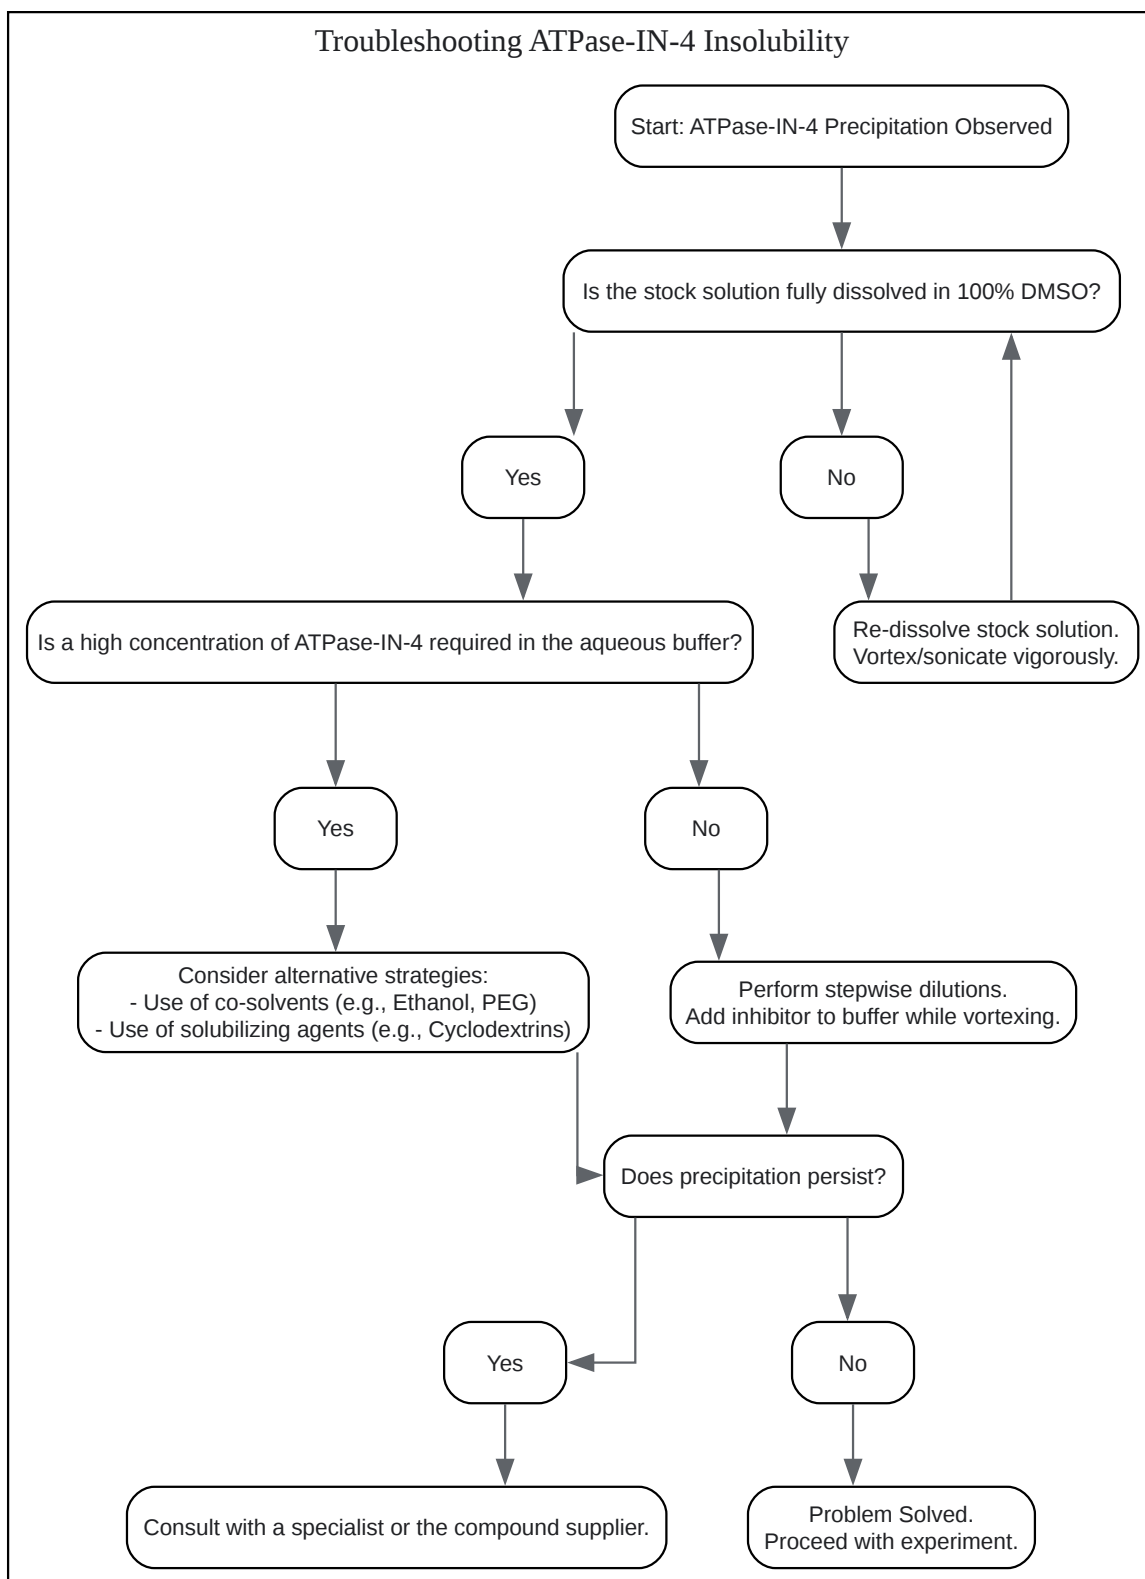 Troubleshooting ATPase-IN-4 Insolubility
Start: ATPase-IN-4 Precipitation Observed
Is the stock solution fully dissolved in 100% DMSO?
Yes
No
Is a high concentration of ATPase-IN-4 required in the aqueous buffer?
Re-dissolve stock solution.
Vortex/sonicate vigorously.
Yes
No
Consider alternative strategies:
- Use of co-solvents (e.g., Ethanol, PEG)
- Use of solubilizing agents (e.g., Cyclodextrins)
Perform stepwise dilutions.
Add inhibitor to buffer while vortexing.
Does precipitation persist?
Yes
No
Consult with a specialist or the compound supplier.
Problem Solved.
Proceed with experiment.